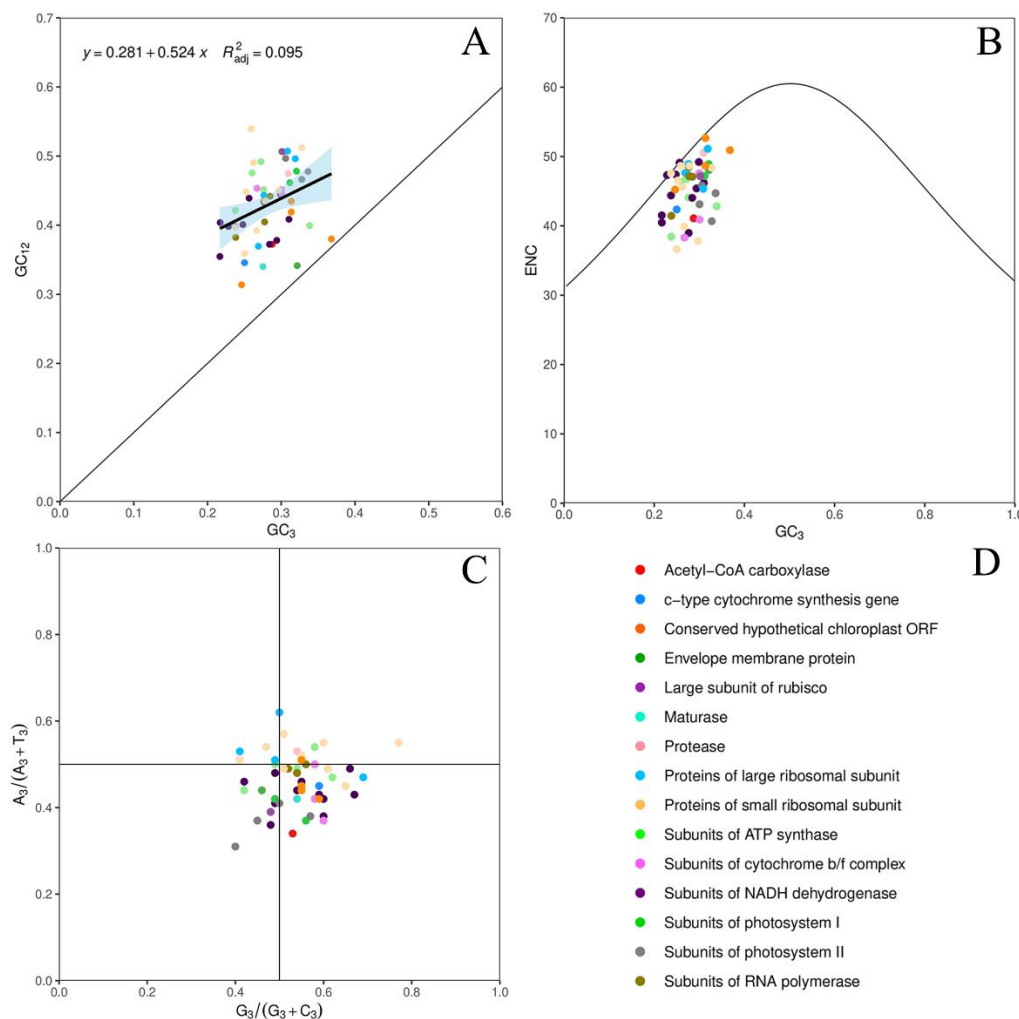 A
y = 0.281 + 0.524 x R²adj = 0.095
0.7
0.6
0.5
0.4
0.3
0.2
0.1
0.0
GC₁₂
0.0 0.1 0.2 0.3 0.4 0.5 0.6
GC₃
B
70
60
50
40
30
20
10
0
ENC
0.0 0.2 0.4 0.6 0.8 1.0
GC₃
C
1.0
0.8
0.6
0.4
0.2
0.0
A₃/(A₃+T₃)
0.0 0.2 0.4 0.6 0.8 1.0
G₃/(G₃+C₃)
D
Acetyl−CoA carboxylase
c−type cytochrome synthesis gene
Conserved hypothetical chloroplast ORF
Envelope membrane protein
Large subunit of rubisco
Maturase
Protease
Proteins of large ribosomal subunit
Proteins of small ribosomal subunit
Subunits of ATP synthase
Subunits of cytochrome b/f complex
Subunits of NADH dehydrogenase
Subunits of photosystem I
Subunits of photosystem II
Subunits of RNA polymerase